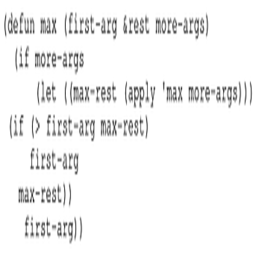 (defun max (first-arg &rest more-args)
(if more-args
(let ((max-rest (apply 'max more-args)))
(if (> first-arg max-rest)
first-arg
max-rest))
first-arg))